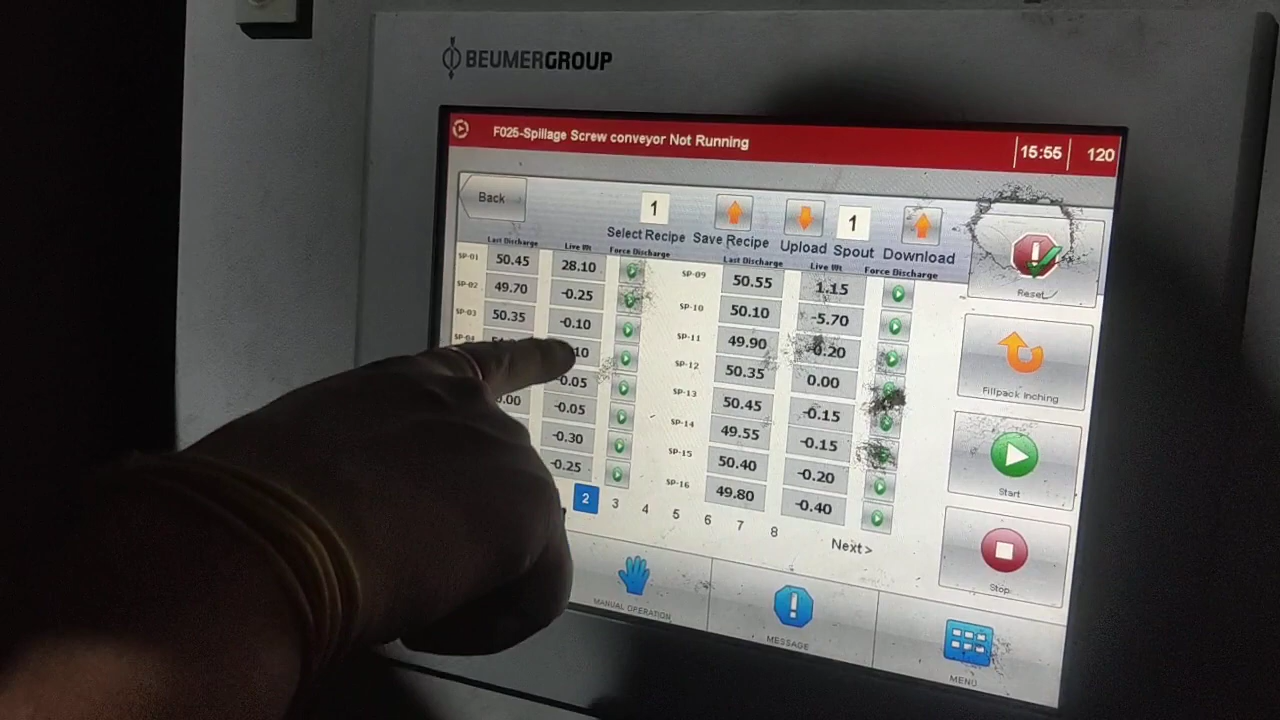 BEUMERGROUP
F025-Spillage Screw conveyor Not Running
15:55
120
Back
1
1
Select Recipe
Save Recipe
Upload
Spout
Download
Last Discharge
Live Wt
Force Discharge
Last Discharge
Live Wt
Force Discharge
SP-01 50.45 28.10
SP-09 50.55 1.15
SP-02 49.70 -0.25
SP-10 50.10 -5.70
SP-03 50.35 -0.10
SP-11 49.90 -0.20
SP-04
SP-12 50.35 0.00
-0.05
SP-13 50.45 -0.15
-0.05
SP-14 49.55 -0.15
-0.30
SP-15 50.40 -0.20
-0.25
SP-16 49.80 -0.40
2 3 4 5 6 7 8
Next>
Reset
Fillpack Inching
Start
Stop
MANUAL OPERATION
MESSAGE
MENU